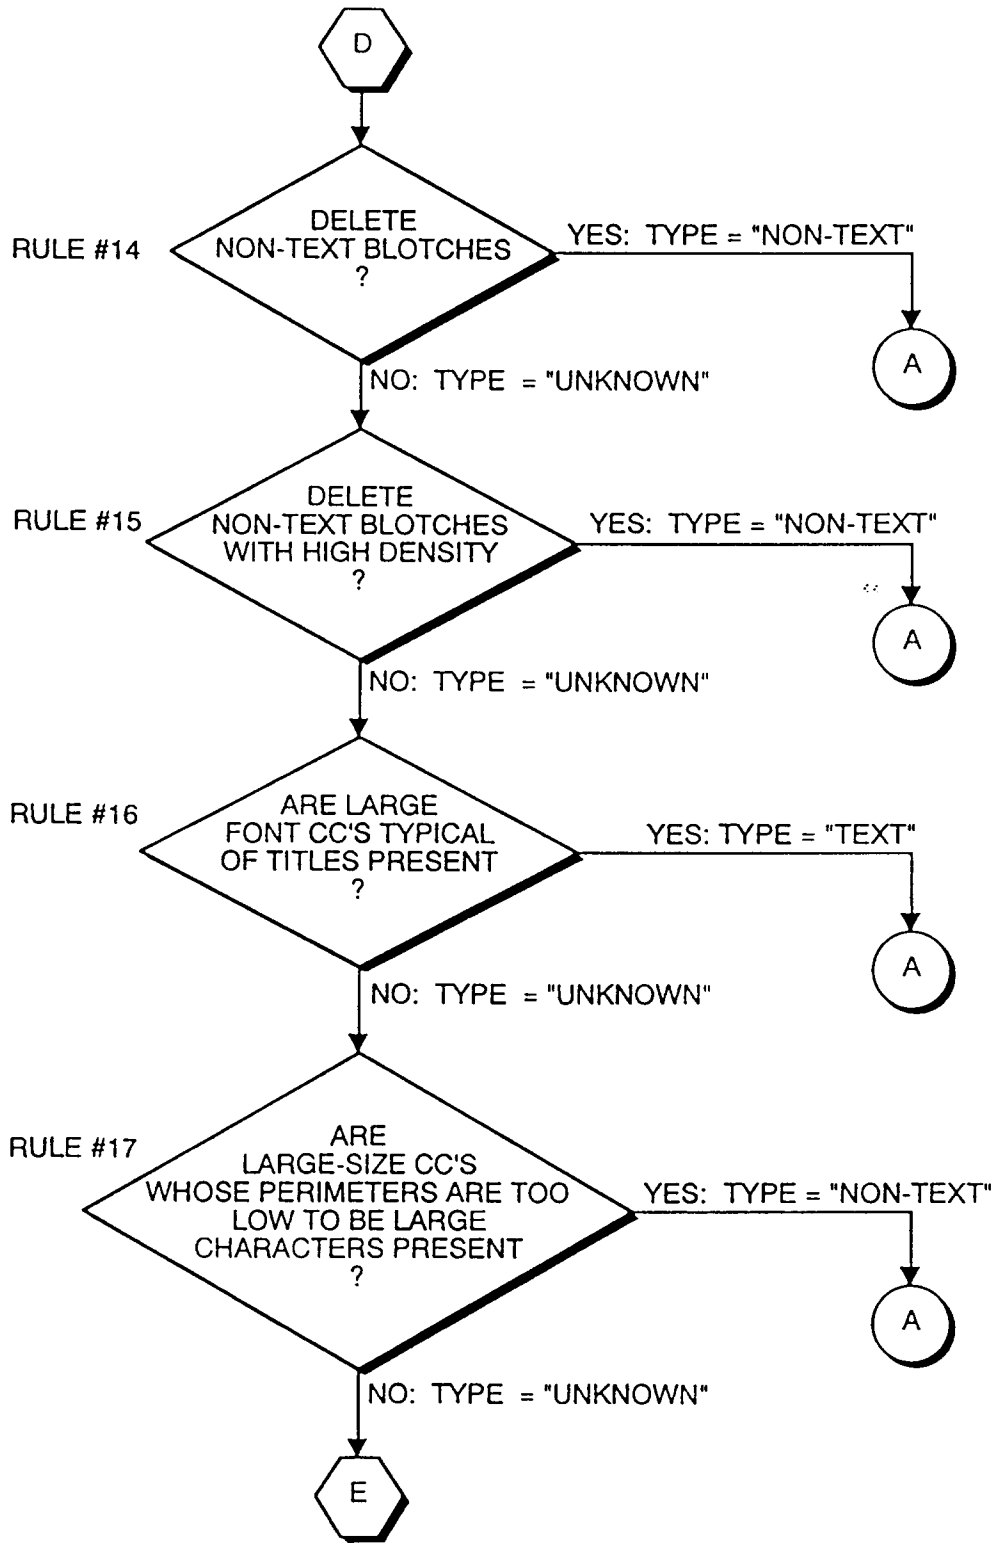 D
DELETE
NON-TEXT BLOTCHES
?
RULE #14
YES: TYPE = "NON-TEXT"
A
NO: TYPE = "UNKNOWN"
DELETE
NON-TEXT BLOTCHES
WITH HIGH DENSITY
?
RULE #15
YES: TYPE = "NON-TEXT"
A
NO: TYPE = "UNKNOWN"
ARE LARGE
FONT CC'S TYPICAL
OF TITLES PRESENT
?
RULE #16
YES: TYPE = "TEXT"
A
NO: TYPE = "UNKNOWN"
ARE
LARGE-SIZE CC'S
WHOSE PERIMETERS ARE TOO
LOW TO BE LARGE
CHARACTERS PRESENT
?
RULE #17
YES: TYPE = "NON-TEXT"
A
NO: TYPE = "UNKNOWN"
E